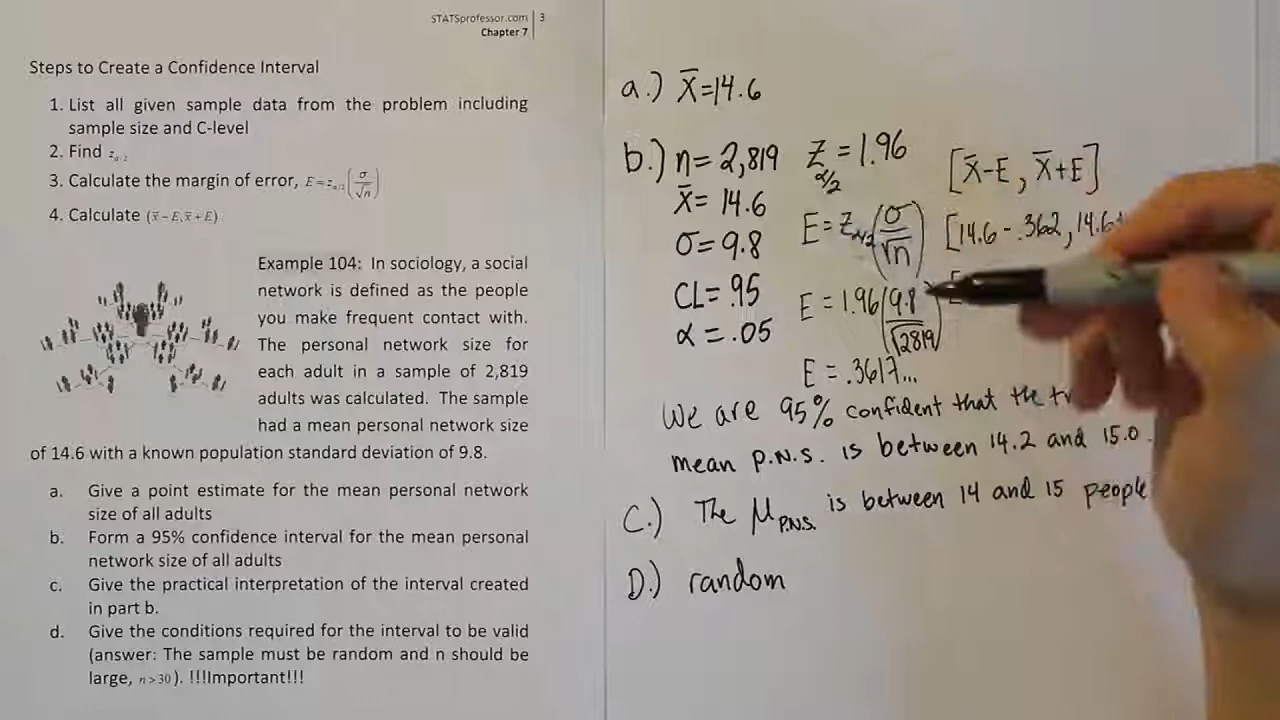 STATSprofessor.com 3
Chapter 7
Steps to Create a Confidence Interval
1. List all given sample data from the problem including
sample size and C-level
2. Find z_{α/2}
3. Calculate the margin of error, E = z_{α/2}(σ/√n)
4. Calculate (x̄ − E, x̄ + E)
Example 104: In sociology, a social
network is defined as the people
you make frequent contact with.
The personal network size for
each adult in a sample of 2,819
adults was calculated. The sample
had a mean personal network size
of 14.6 with a known population standard deviation of 9.8.
a. Give a point estimate for the mean personal network
size of all adults
b. Form a 95% confidence interval for the mean personal
network size of all adults
c. Give the practical interpretation of the interval created
in part b.
d. Give the conditions required for the interval to be valid
(answer: The sample must be random and n should be
large, n > 30). !!!Important!!!
a.) x̄=14.6
b.) n= 2,819
x̄= 14.6
σ= 9.8
CL= .95
α = .05
Z_{α/2} = 1.96
E= Z_{α/2}(σ/√n)
E = 1.96(9.8/√2819)
E = .3617...
[x̄-E, x̄+E]
[14.6-.362, 14.6+
[
We are 95% confident that the
mean P.N.S. is between 14.2 and 15.0.
C.) The μ_{P.N.S.} is between 14 and 15 people
D.) random